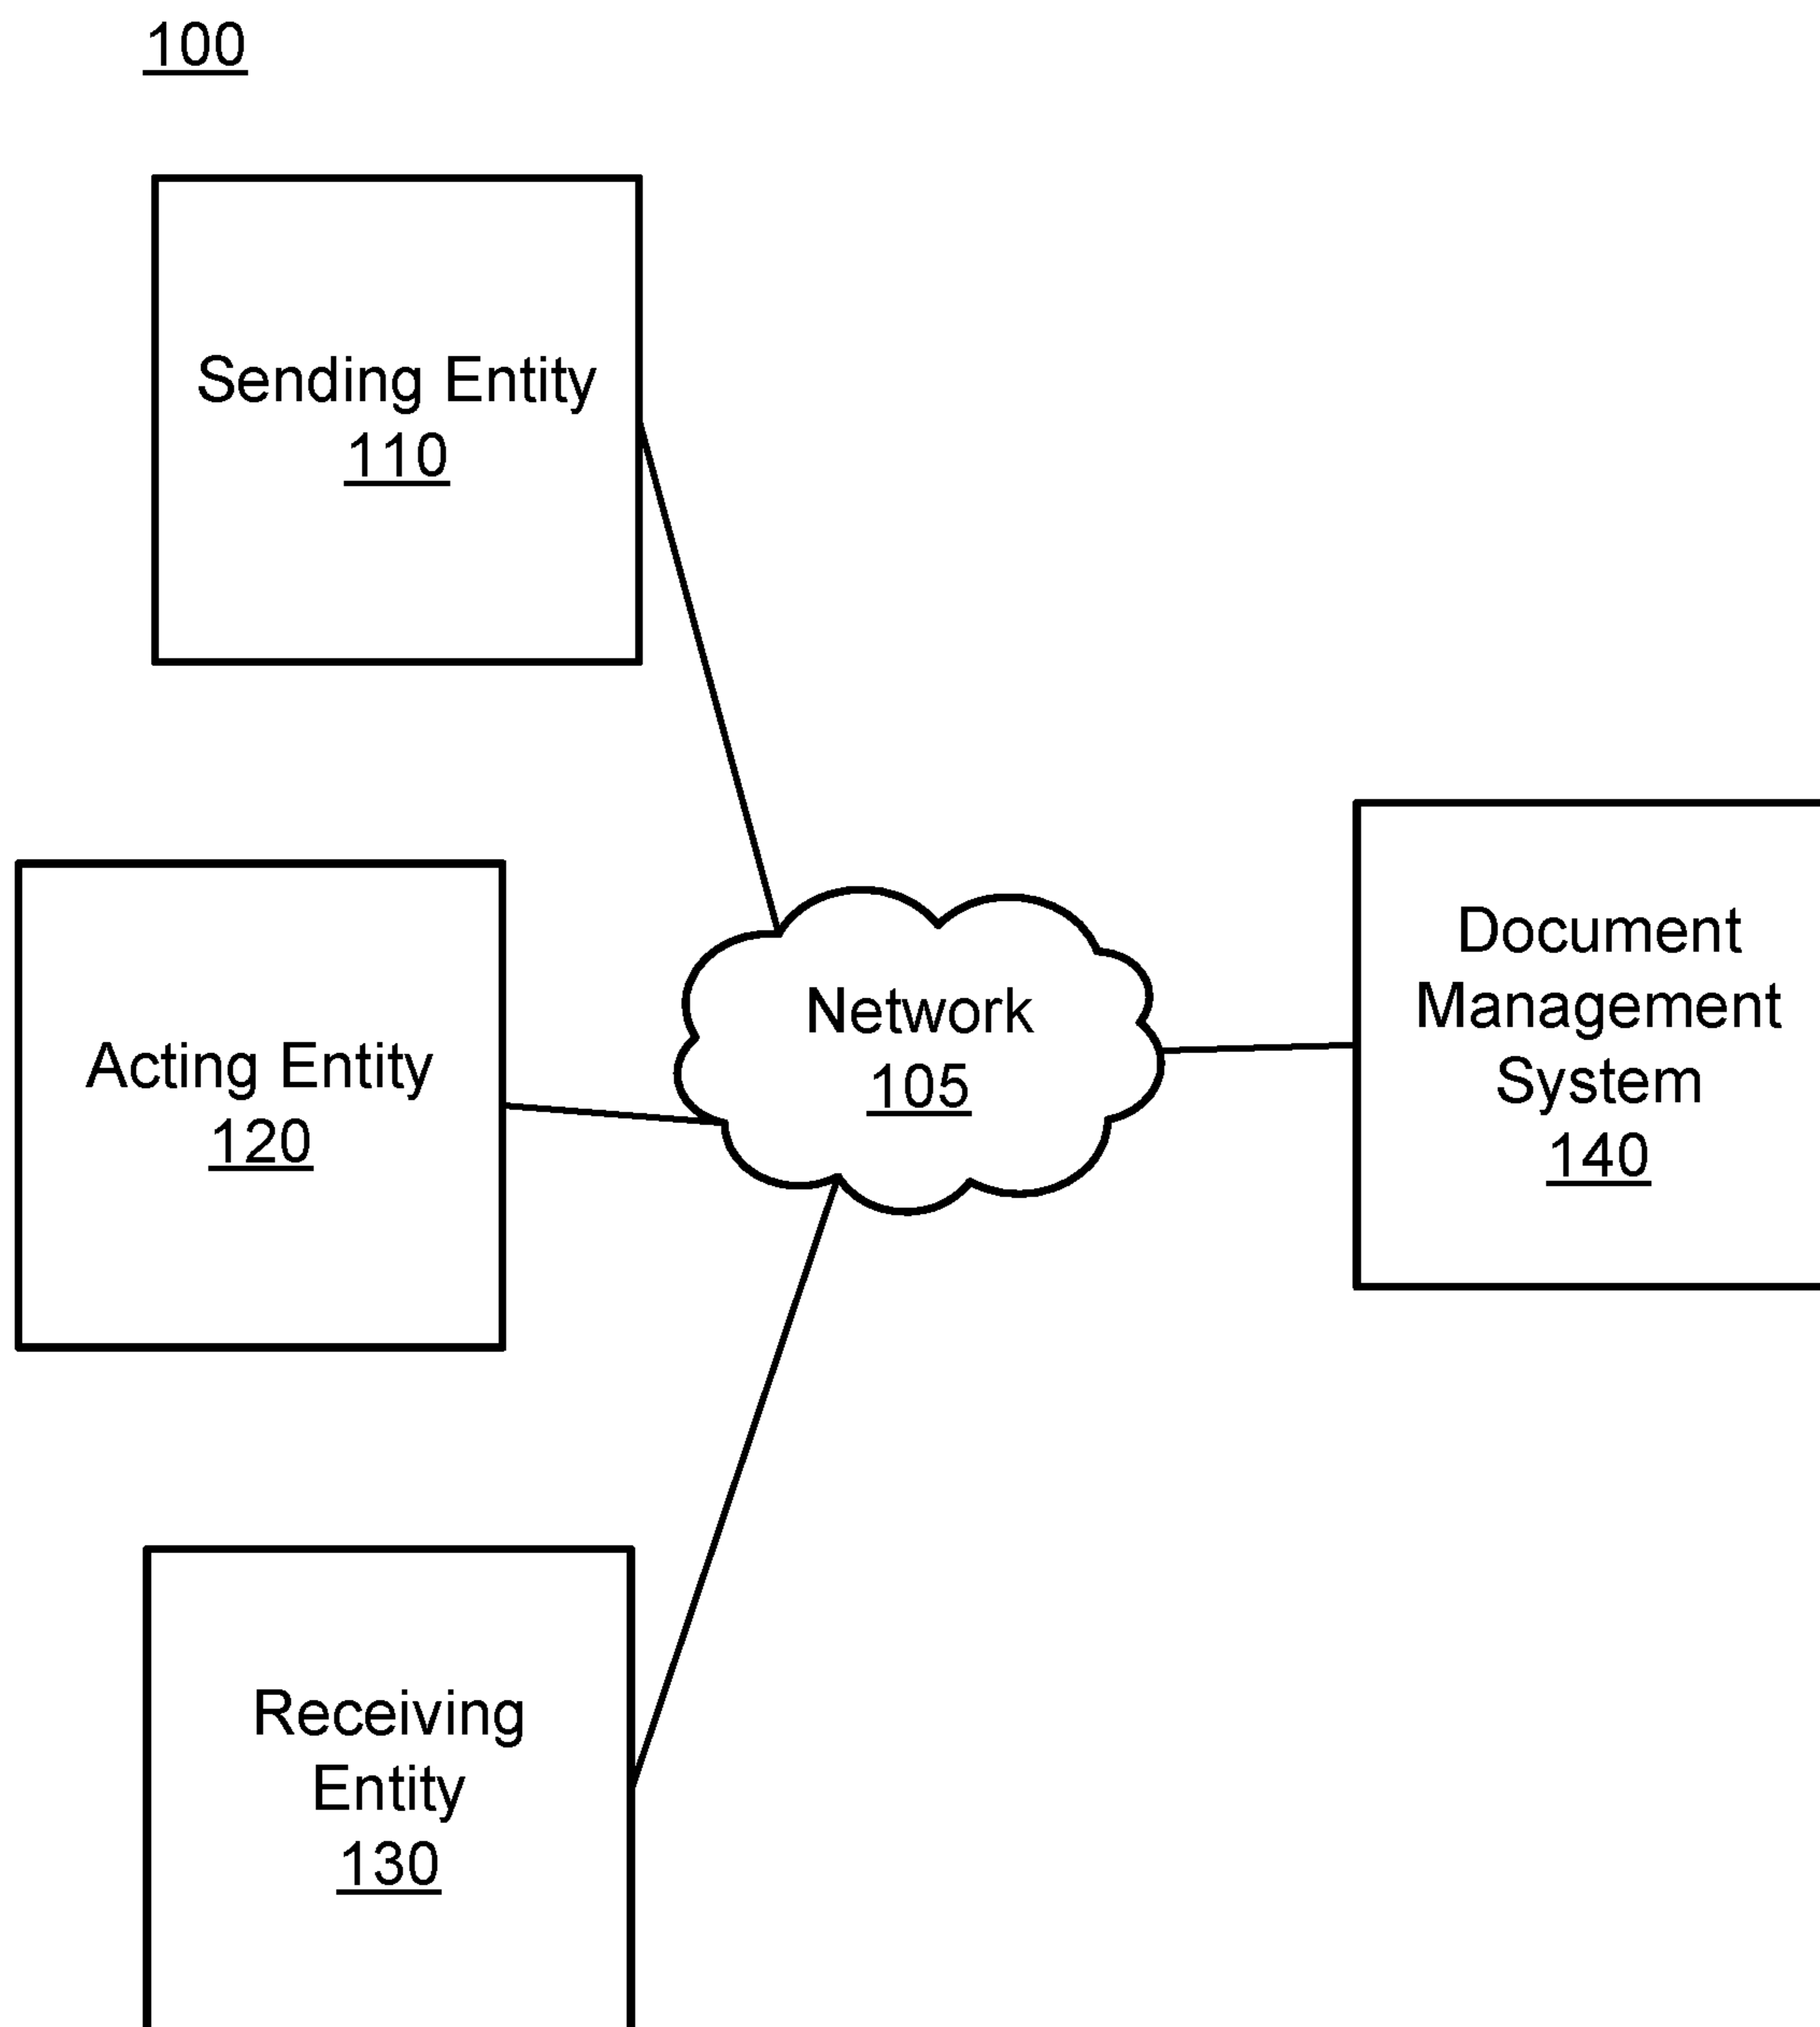 100
Sending Entity
110
Acting Entity
120
Network
105
Document
Management
System
140
Receiving
Entity
130